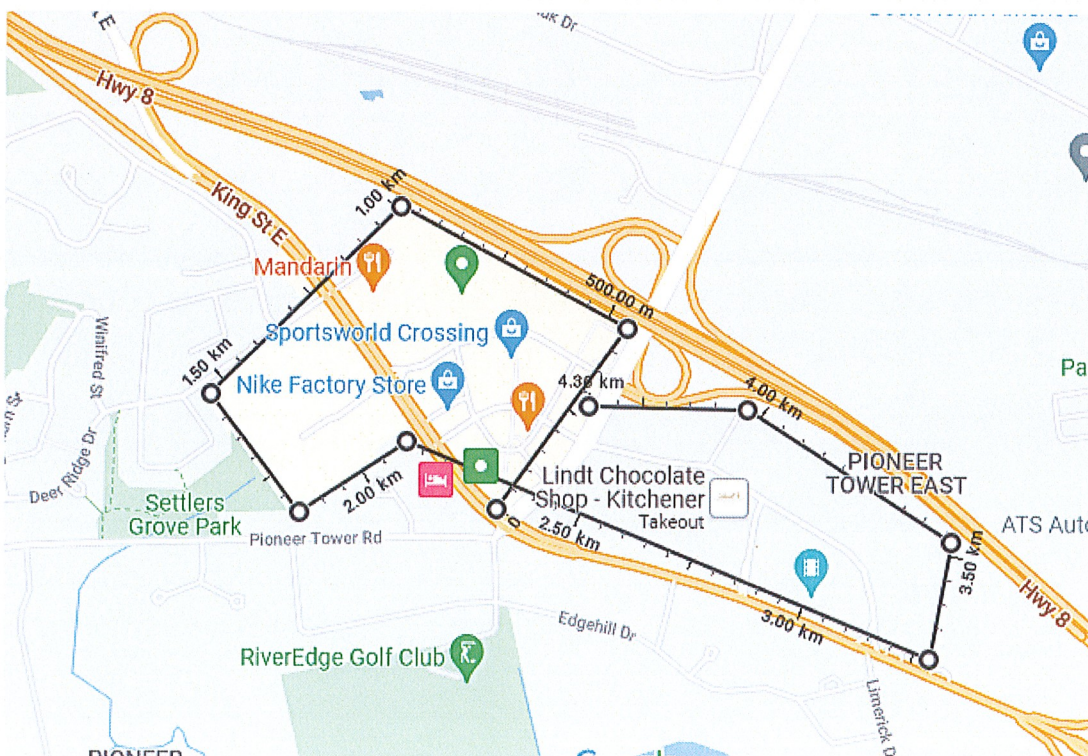 Hwy 8
King St E
1.00 km
Mandarin
500.00 m
Sportsworld Crossing
1.50 km
Nike Factory Store
4.30 km
4.00 km
Winifred St
Deer Ridge Dr
PIONEER
TOWER EAST
Settlers
Grove Park
2.00 km
Lindt Chocolate
Shop - Kitchener
Takeout
0
2.50 km
ATS Auto
Pioneer Tower Rd
3.50 km
Hwy 8
3.00 km
Edgehill Dr
RiverEdge Golf Club
Limerick D
PIONEER